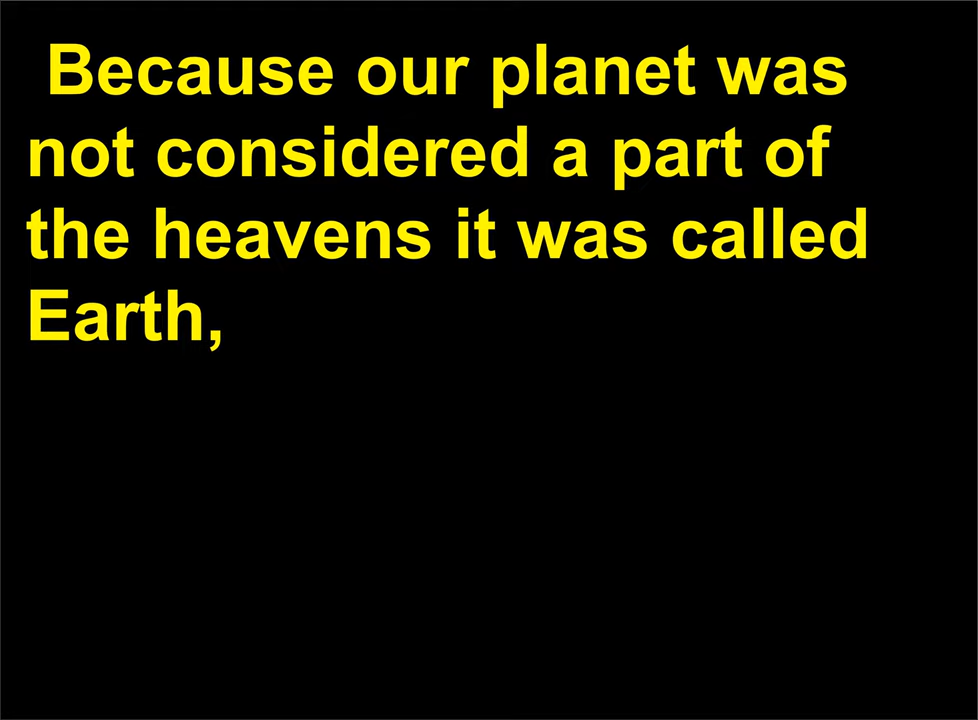 Because our planet was
not considered a part of
the heavens it was called
Earth,